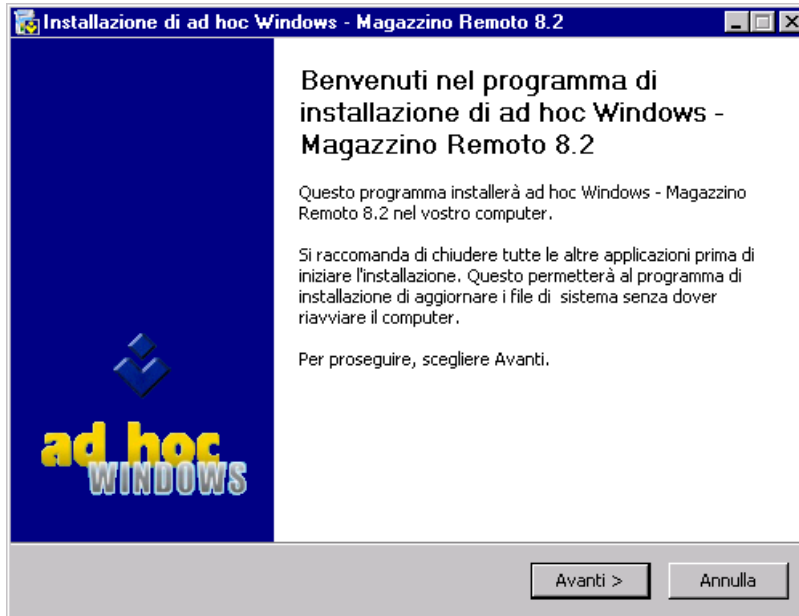 Installazione di ad hoc Windows - Magazzino Remoto 8.2
Benvenuti nel programma di
installazione di ad hoc Windows -
Magazzino Remoto 8.2
Questo programma installerà ad hoc Windows - Magazzino
Remoto 8.2 nel vostro computer.
Si raccomanda di chiudere tutte le altre applicazioni prima di
iniziare l'installazione. Questo permetterà al programma di
installazione di aggiornare i file di  sistema senza dover
riavviare il computer.
Per proseguire, scegliere Avanti.
ad hoc
WINDOWS
Avanti >
Annulla